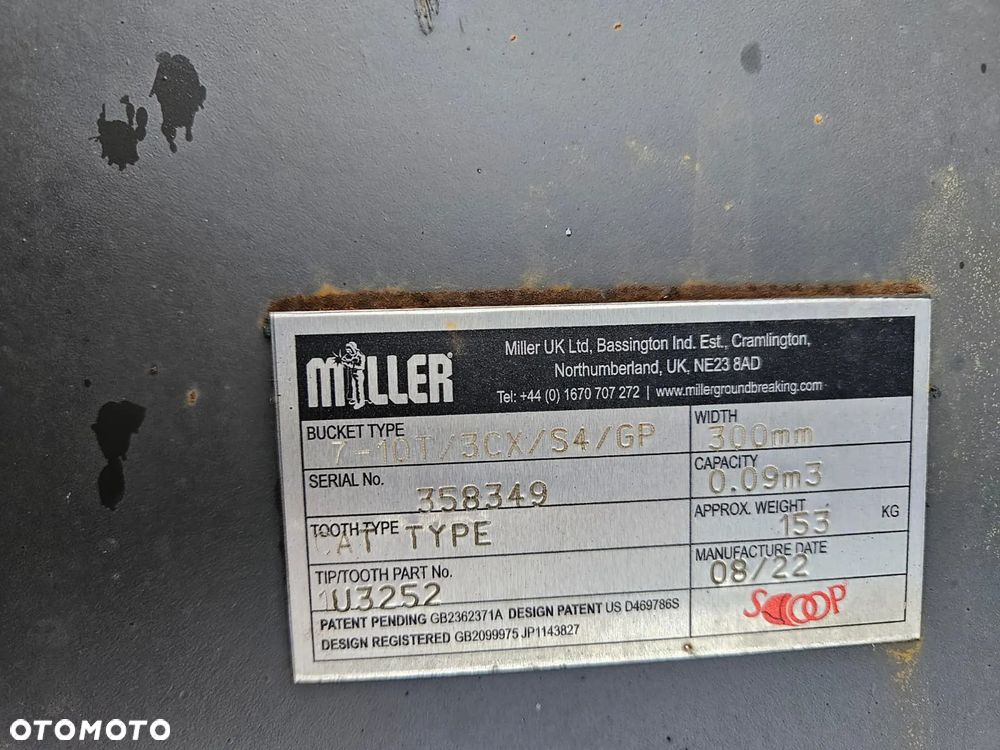 MILLER®
Miller UK Ltd, Bassington Ind. Est., Cramlington,
Northumberland, UK, NE23 8AD
Tel: +44 (0) 1670 707 272 | www.millergroundbreaking.com
BUCKET TYPE
7-10T/3CX/S4/GP
WIDTH
300mm
SERIAL No.
358349
CAPACITY
0.09m3
TOOTH TYPE
CAT TYPE
APPROX. WEIGHT
153 KG
TIP/TOOTH PART No.
1U3252
MANUFACTURE DATE
08/22
PATENT PENDING GB2362371A DESIGN PATENT US D469786S
DESIGN REGISTERED GB2099975 JP1143827
SCOOP
OTOMOTO